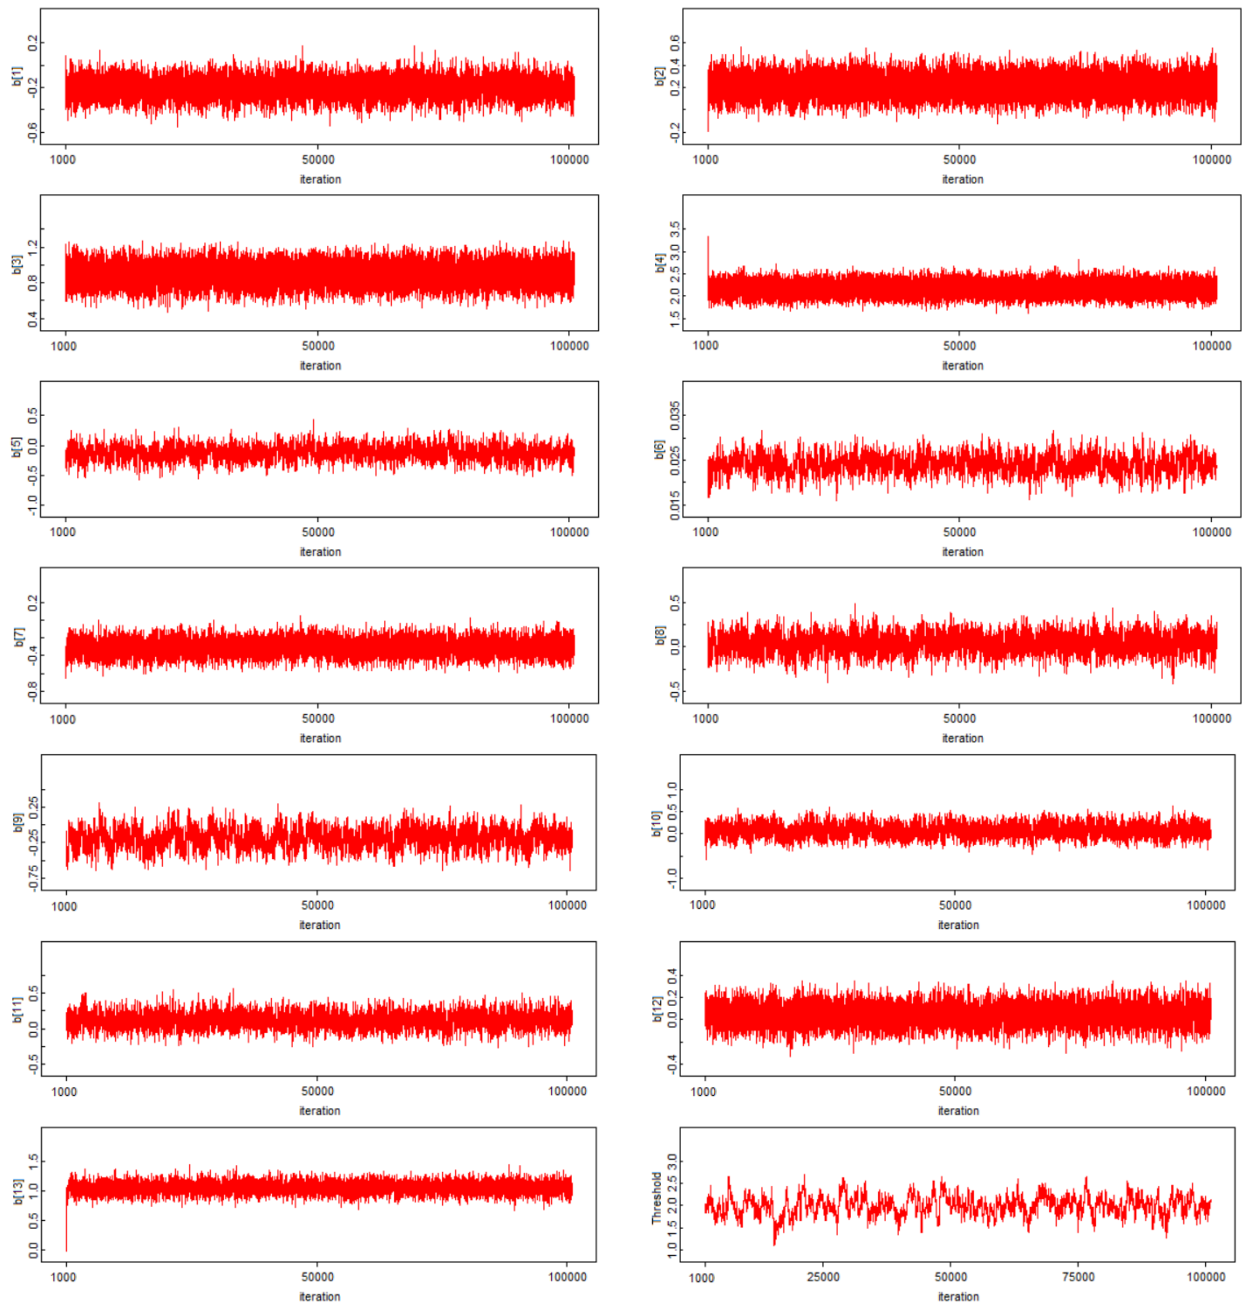 b[1] 0.2 -0.2 -0.6
1000 50000 100000
iteration
b[2] 0.6 0.4 0.2 -0.2
1000 50000 100000
iteration
b[3] 1.2 0.8 0.4
1000 50000 100000
iteration
b[4] 3.5 3.0 2.5 2.0 1.5
1000 50000 100000
iteration
b[5] 0.5 0.0 -0.5 -1.0
1000 50000 100000
iteration
b[6] 0.035 0.025 0.015
1000 50000 100000
iteration
b[7] 0.2 -0.4 -0.8
1000 50000 100000
iteration
b[8] 0.5 0.0 -0.5
1000 50000 100000
iteration
b[9] 0.25 -0.25 -0.75
1000 50000 100000
iteration
b[10] 1.0 0.5 0.0 -1.0
1000 50000 100000
iteration
b[11] 0.5 0.0 -0.5
1000 50000 100000
iteration
b[12] 0.4 0.2 0.0 -0.4
1000 50000 100000
iteration
b[13] 1.5 1.0 0.5 0.0
1000 50000 100000
iteration
Threshold 3.0 2.5 2.0 1.5 1.0
1000 25000 50000 75000 100000
iteration